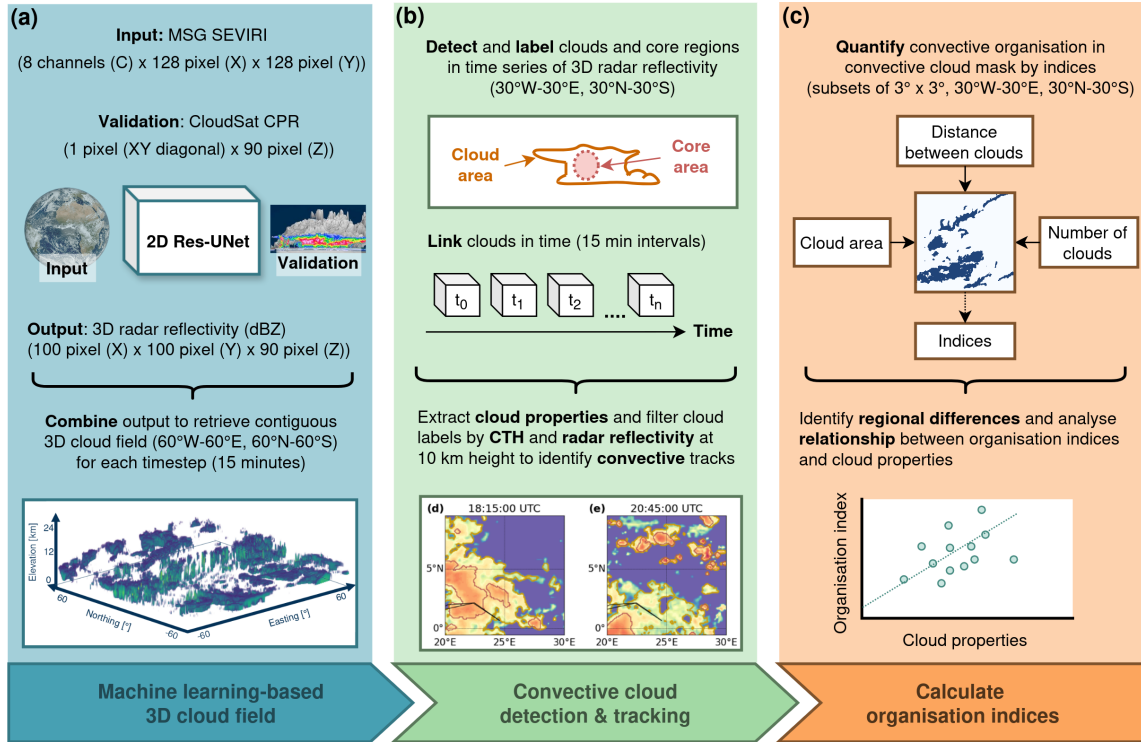 (a)
Input: MSG SEVIRI
(8 channels (C) x 128 pixel (X) x 128 pixel (Y))
Validation: CloudSat CPR
(1 pixel (XY diagonal) x 90 pixel (Z))
Input
2D Res-UNet
Validation
Output: 3D radar reflectivity (dBZ)
(100 pixel (X) x 100 pixel (Y) x 90 pixel (Z))
Combine output to retrieve contiguous
3D cloud field (60°W-60°E, 60°N-60°S)
for each timestep (15 minutes)
Elevation [km]
24
12
0
60
Northing [°]
-60
-60
Easting [°]
60
Machine learning-based
3D cloud field
(b)
Detect and label clouds and core regions
in time series of 3D radar reflectivity
(30°W-30°E, 30°N-30°S)
Cloud
area
Core
area
Link clouds in time (15 min intervals)
t0
t1
t2
....
tn
Time
Extract cloud properties and filter cloud
labels by CTH and radar reflectivity at
10 km height to identify convective tracks
(d) 18:15:00 UTC
5°N
0°
20°E 25°E 30°E
(e) 20:45:00 UTC
5°N
0°
20°E 25°E 30°E
Convective cloud
detection & tracking
(c)
Quantify convective organisation in
convective cloud mask by indices
(subsets of 3° x 3°, 30°W-30°E, 30°N-30°S)
Distance
between clouds
Cloud area
Number of
clouds
Indices
Identify regional differences and analyse
relationship between organisation indices
and cloud properties
Organisation index
Cloud properties
Calculate
organisation indices